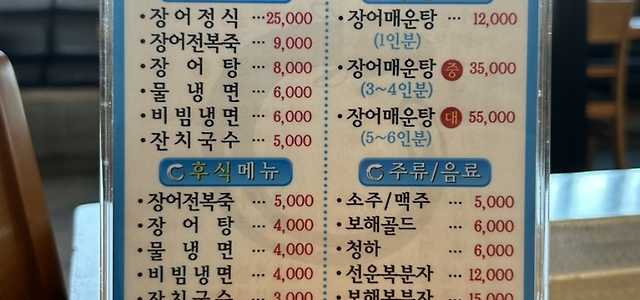 ·장어정식 ···25,000
·장어전복죽 ··· 9,000
·장 어 탕 ··· 8,000
·물 냉 면 ··· 6,000
·비빔냉면 ··· 6,000
·잔치국수 ··· 5,000
후식메뉴
·장어전복죽 ··· 5,000
·장 어 탕 ··· 4,000
·물 냉 면 ··· 4,000
·비빔냉면 ··· 4,000
·잔치국수 ··· 3,000
·장어매운탕 ··· 12,000
(1인분)
·장어매운탕 중 35,000
(3~4인분)
·장어매운탕 대 55,000
(5~6인분)
주류/음료
·소주/맥주 ··· 5,000
·보해골드 ··· 6,000
·청하 ··· 6,000
·선운복분자 ··· 12,000
·보해복분자 ··· 15,000